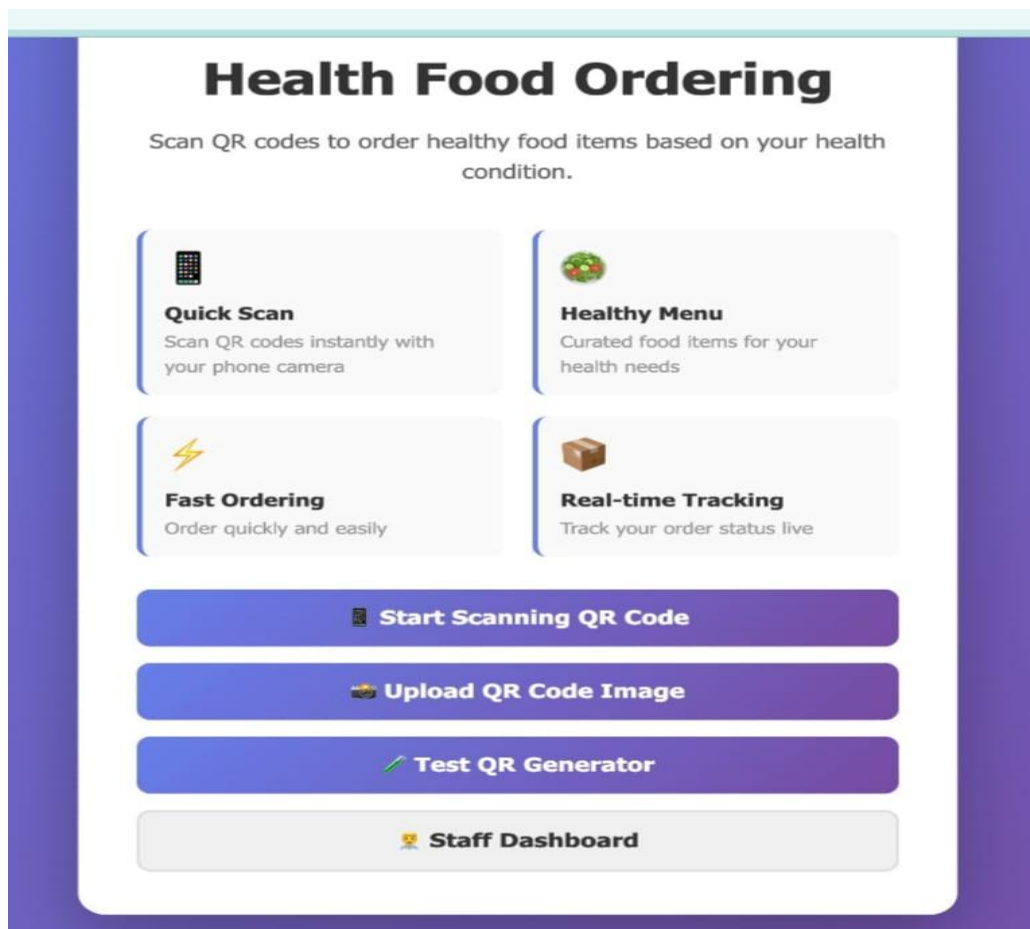 Health Food Ordering
Scan QR codes to order healthy food items based on your health
condition.
Quick Scan
Scan QR codes instantly with
your phone camera
Healthy Menu
Curated food items for your
health needs
Fast Ordering
Order quickly and easily
Real-time Tracking
Track your order status live
Start Scanning QR Code
Upload QR Code Image
Test QR Generator
Staff Dashboard